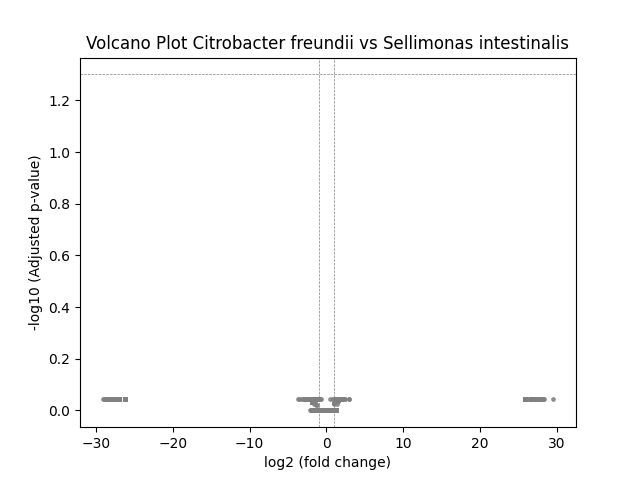 Volcano Plot Citrobacter freundii vs Sellimonas intestinalis
-log10 (Adjusted p-value)
1.2
1.0
0.8
0.6
0.4
0.2
0.0
−30 −20 −10 0 10 20 30
log2 (fold change)